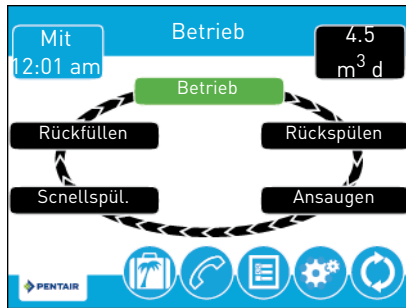 Mit
12:01 am
Betrieb
4.5
m³ d
Betrieb
Rückfüllen
Rückspülen
Scnellspül.
Ansaugen
PENTAIR